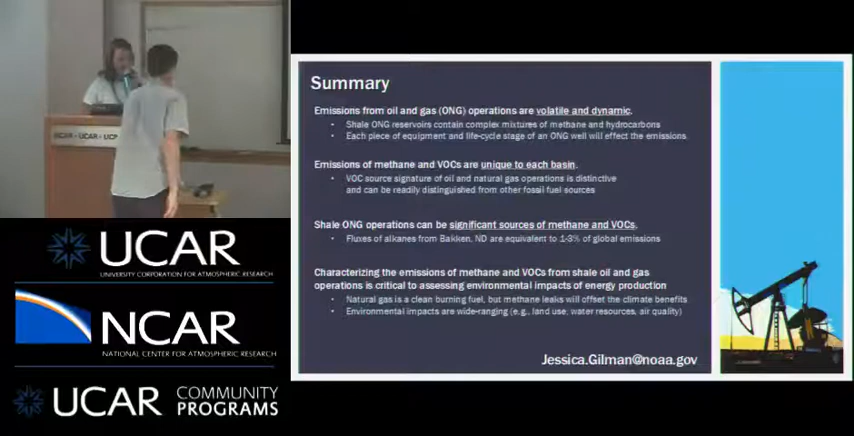 UCAR - UCAR - UCP
UCAR
UNIVERSITY CORPORATION FOR ATMOSPHERIC RESEARCH
NCAR
NATIONAL CENTER FOR ATMOSPHERIC RESEARCH
UCAR COMMUNITY
PROGRAMS
Summary
Emissions from oil and gas (ONG) operations are volatile and dynamic.
• Shale ONG reservoirs contain complex mixtures of methane and hydrocarbons
• Each piece of equipment and life-cycle stage of an ONG well will effect the emissions
Emissions of methane and VOCs are unique to each basin.
• VOC source signature of oil and natural gas operations is distinctive
and can be readily distinguished from other fossil fuel sources
Shale ONG operations can be significant sources of methane and VOCs.
• Fluxes of alkanes from Bakken, ND are equivalent to 1-3% of global emissions
Characterizing the emissions of methane and VOCs from shale oil and gas
operations is critical to assessing environmental impacts of energy production
• Natural gas is a clean burning fuel, but methane leaks will offset the climate benefits
• Environmental impacts are wide-ranging (e.g., land use, water resources, air quality)
Jessica.Gilman@noaa.gov